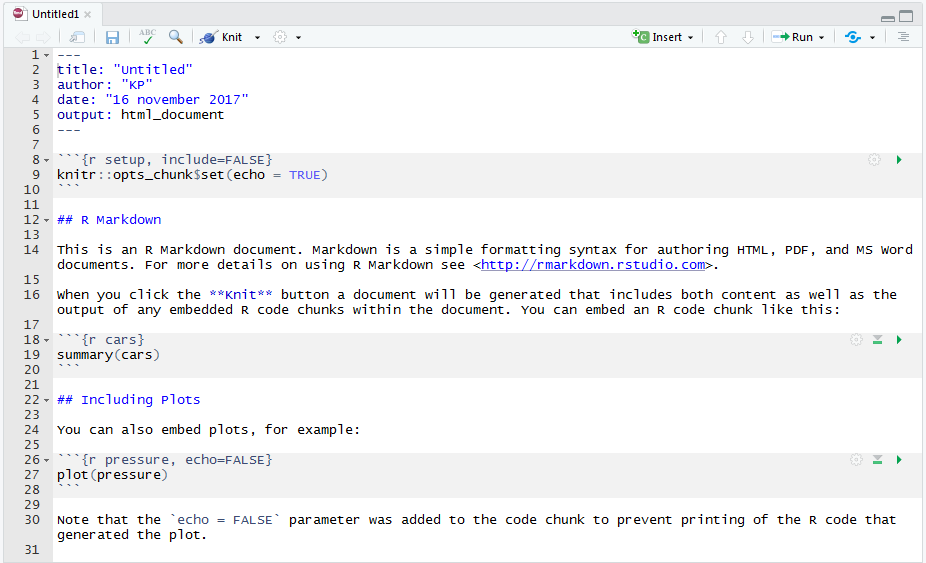 Untitled1
ABC
Knit
Insert
Run
1 ---
2 title: "Untitled"
3 author: "KP"
4 date: "16 november 2017"
5 output: html_document
6 ---
7
8 ```{r setup, include=FALSE}
9 knitr::opts_chunk$set(echo = TRUE)
10 ```
11
12 ## R Markdown
13
14 This is an R Markdown document. Markdown is a simple formatting syntax for authoring HTML, PDF, and MS Word
documents. For more details on using R Markdown see <http://rmarkdown.rstudio.com>.
15
16 When you click the **Knit** button a document will be generated that includes both content as well as the
output of any embedded R code chunks within the document. You can embed an R code chunk like this:
17
18 ```{r cars}
19 summary(cars)
20 ```
21
22 ## Including Plots
23
24 You can also embed plots, for example:
25
26 ```{r pressure, echo=FALSE}
27 plot(pressure)
28 ```
29
30 Note that the `echo = FALSE` parameter was added to the code chunk to prevent printing of the R code that
generated the plot.
31